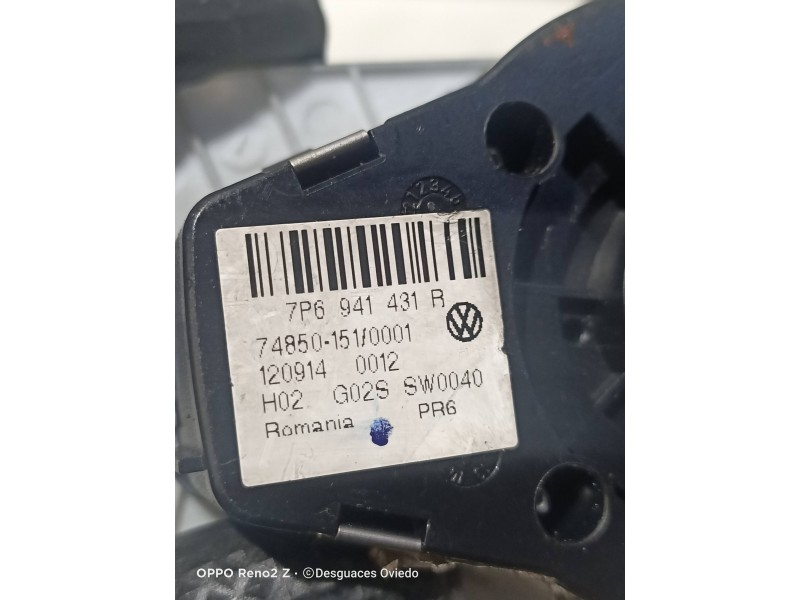 7P6 941 431 R
74850-151/0001
120914 0012
H02 G02S SW0040
Romania PR6
OPPO Reno2 Z • ©Desguaces Oviedo